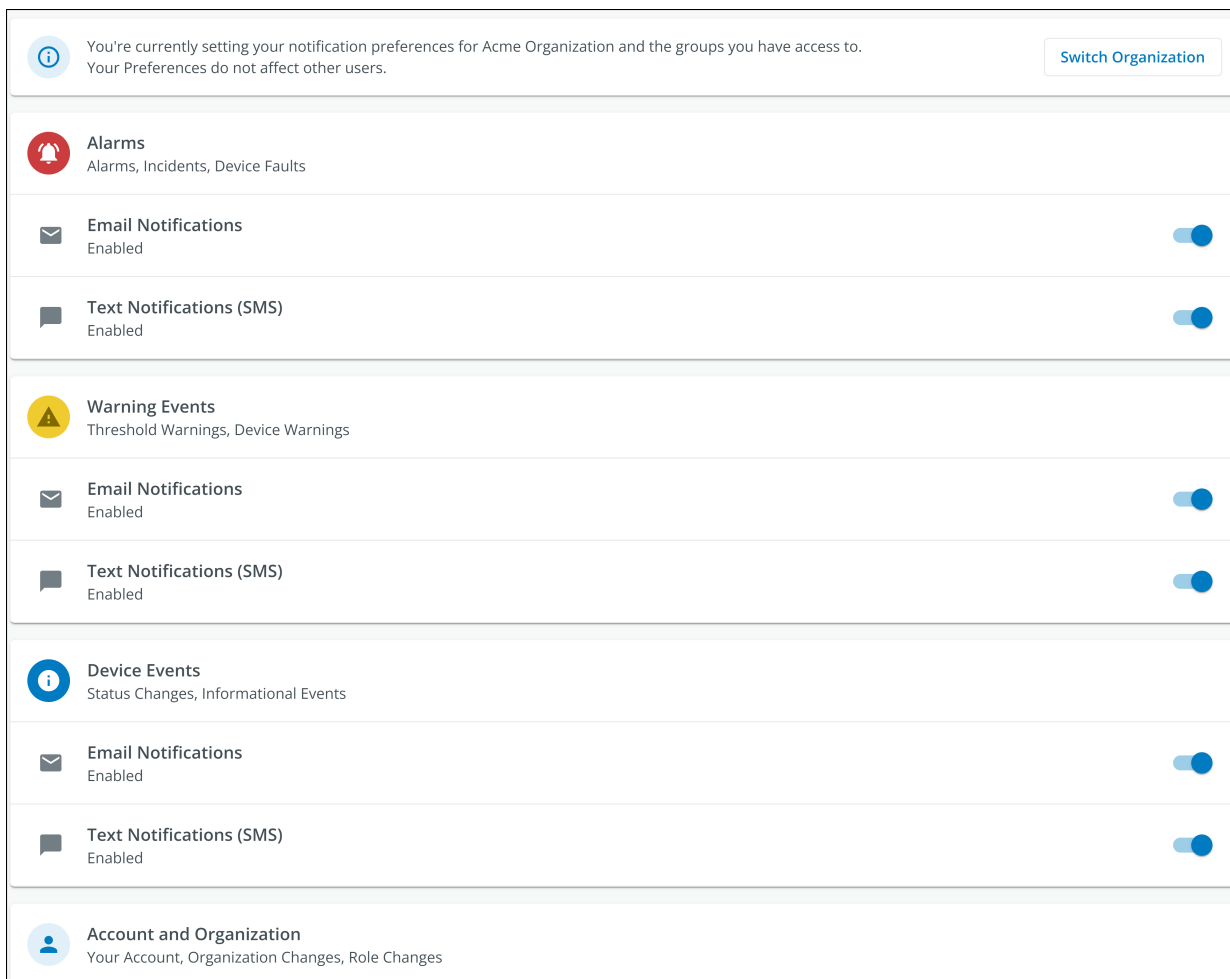 You're currently setting your notification preferences for Acme Organization and the groups you have access to.
Your Preferences do not affect other users.
Switch Organization
Alarms
Alarms, Incidents, Device Faults
Email Notifications
Enabled
Text Notifications (SMS)
Enabled
Warning Events
Threshold Warnings, Device Warnings
Email Notifications
Enabled
Text Notifications (SMS)
Enabled
Device Events
Status Changes, Informational Events
Email Notifications
Enabled
Text Notifications (SMS)
Enabled
Account and Organization
Your Account, Organization Changes, Role Changes